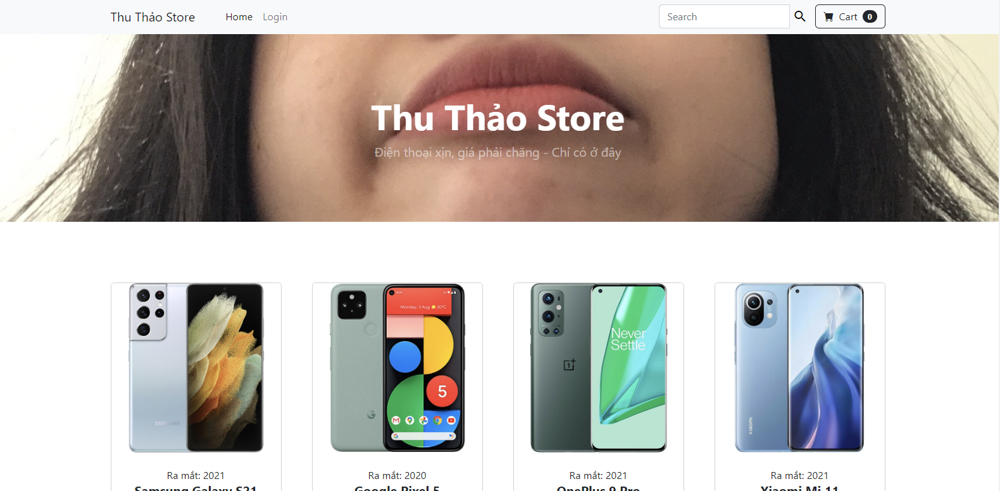 Thu Thảo Store
Home
Login
Search
Cart 0
Thu Thảo Store
Điện thoại xịn, giá phải chăng - Chỉ có ở đây
SAMSUNG
Monday, 3 Aug 20°C
5
Never
Settle
xiaomi
Ra mắt: 2021
Ra mắt: 2020
Ra mắt: 2021
Ra mắt: 2021
Samsung Galaxy S21
Google Pixel 5
OnePlus 9 Pro
Xiaomi Mi 11